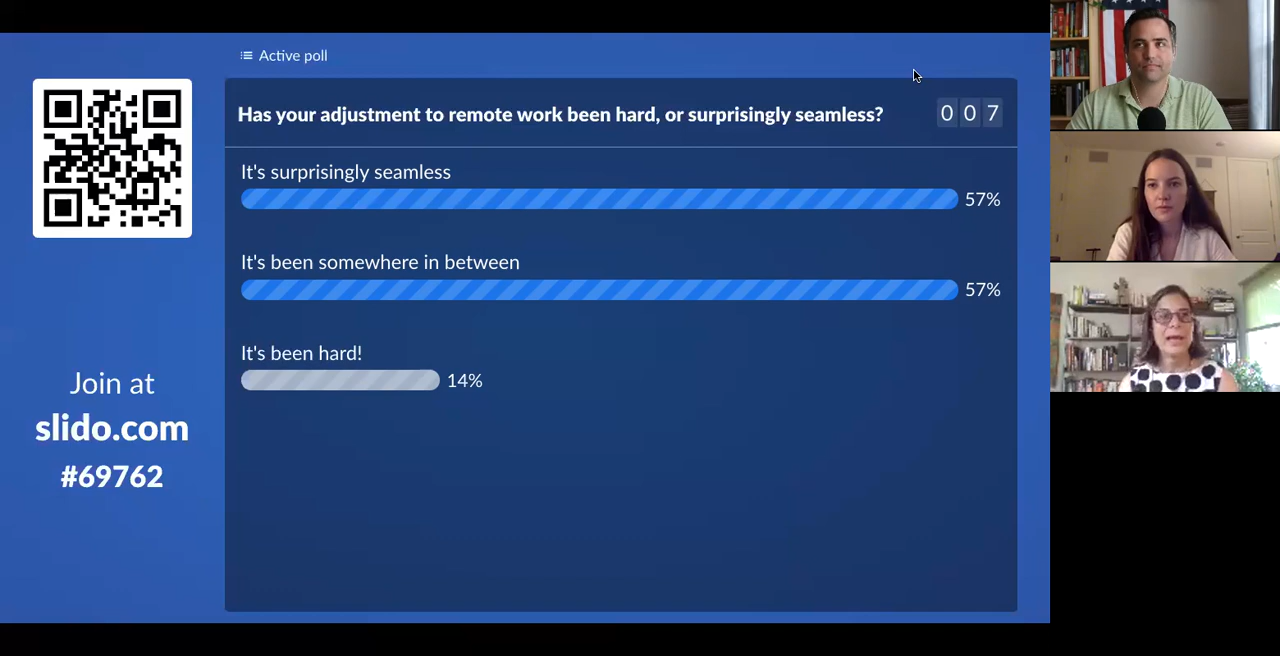 Active poll
Has your adjustment to remote work been hard, or surprisingly seamless?
0 0 7
It's surprisingly seamless
57%
It's been somewhere in between
57%
It's been hard!
14%
Join at
slido.com
#69762